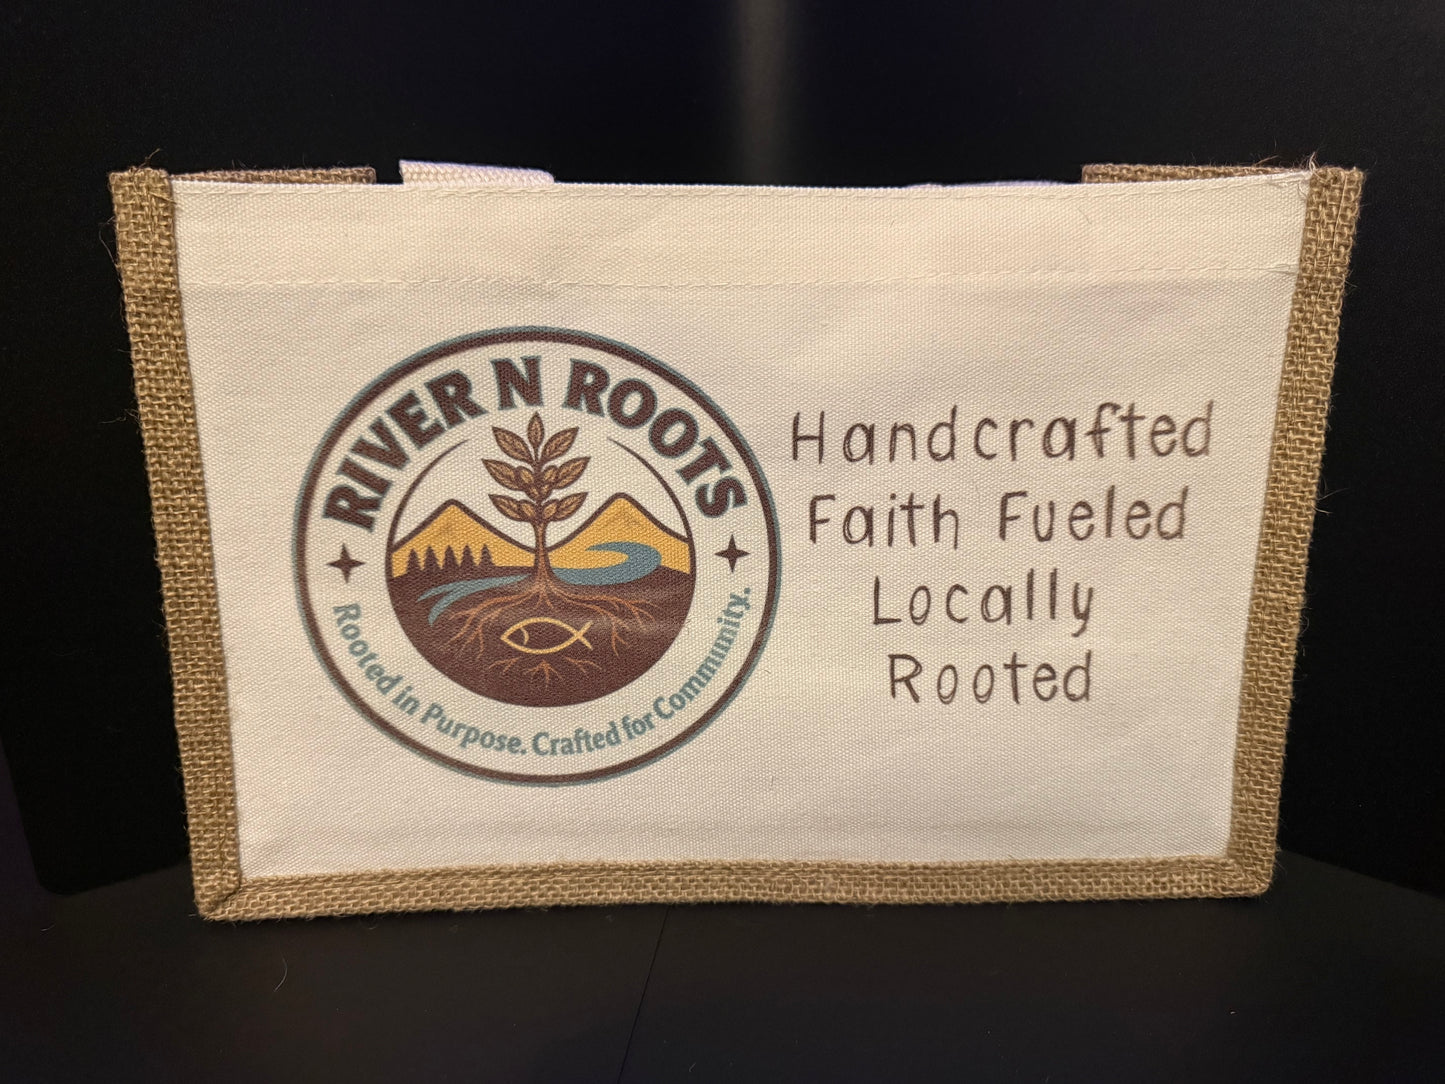 RIVER N ROOTS
Rooted in Purpose. Crafted for Community.
Handcrafted
Faith Fueled
Locally
Rooted